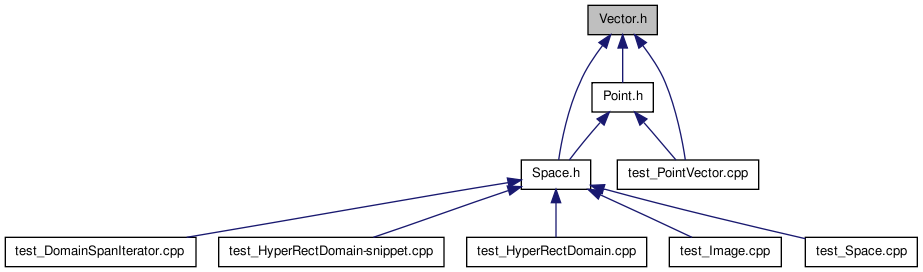 Vector.h
Point.h
Space.h
test_PointVector.cpp
test_DomainSpanIterator.cpp
test_HyperRectDomain-snippet.cpp
test_HyperRectDomain.cpp
test_Image.cpp
test_Space.cpp